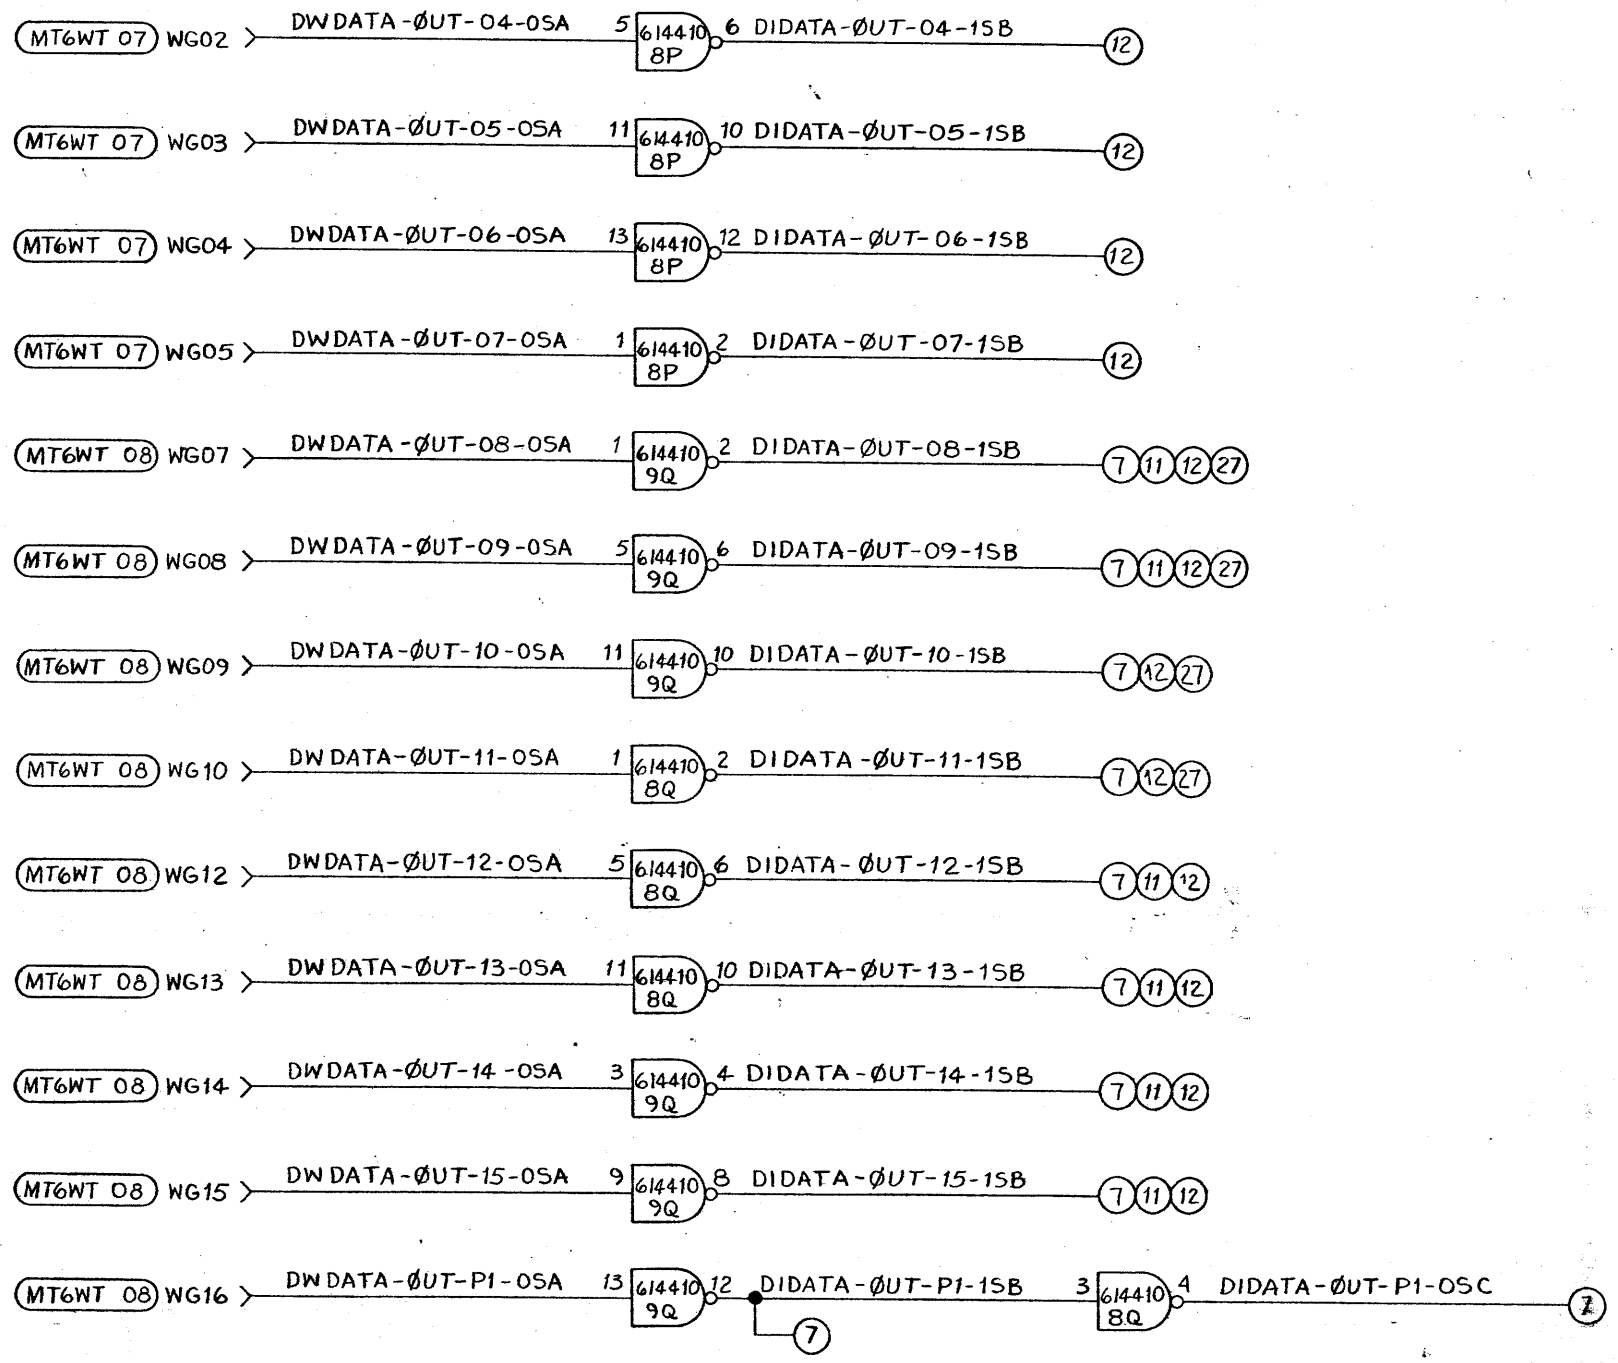 MT6WT 07 WG02 DWDATA-ØUT-04-0SA 5 614410 8P 6 DIDATA-ØUT-04-1SB 12
MT6WT 07 WG03 DWDATA-ØUT-05-0SA 11 614410 8P 10 DIDATA-ØUT-05-1SB 12
MT6WT 07 WG04 DWDATA-ØUT-06-0SA 13 614410 8P 12 DIDATA-ØUT-06-1SB 12
MT6WT 07 WG05 DWDATA-ØUT-07-0SA 1 614410 8P 2 DIDATA-ØUT-07-1SB 12
MT6WT 08 WG07 DWDATA-ØUT-08-0SA 1 614410 9Q 2 DIDATA-ØUT-08-1SB 7 11 12 27
MT6WT 08 WG08 DWDATA-ØUT-09-0SA 5 614410 9Q 6 DIDATA-ØUT-09-1SB 7 11 12 27
MT6WT 08 WG09 DWDATA-ØUT-10-0SA 11 614410 9Q 10 DIDATA-ØUT-10-1SB 7 12 27
MT6WT 08 WG10 DWDATA-ØUT-11-0SA 1 614410 8Q 2 DIDATA-ØUT-11-1SB 7 12 27
MT6WT 08 WG12 DWDATA-ØUT-12-0SA 5 614410 8Q 6 DIDATA-ØUT-12-1SB 7 11 12
MT6WT 08 WG13 DWDATA-ØUT-13-0SA 11 614410 8Q 10 DIDATA-ØUT-13-1SB 7 11 12
MT6WT 08 WG14 DWDATA-ØUT-14-0SA 3 614410 9Q 4 DIDATA-ØUT-14-1SB 7 11 12
MT6WT 08 WG15 DWDATA-ØUT-15-0SA 9 614410 9Q 8 DIDATA-ØUT-15-1SB 7 11 12
MT6WT 08 WG16 DWDATA-ØUT-P1-0SA 13 614410 9Q 12 DIDATA-ØUT-P1-1SB 3 614410 8Q 4 DIDATA-ØUT-P1-0SC
7